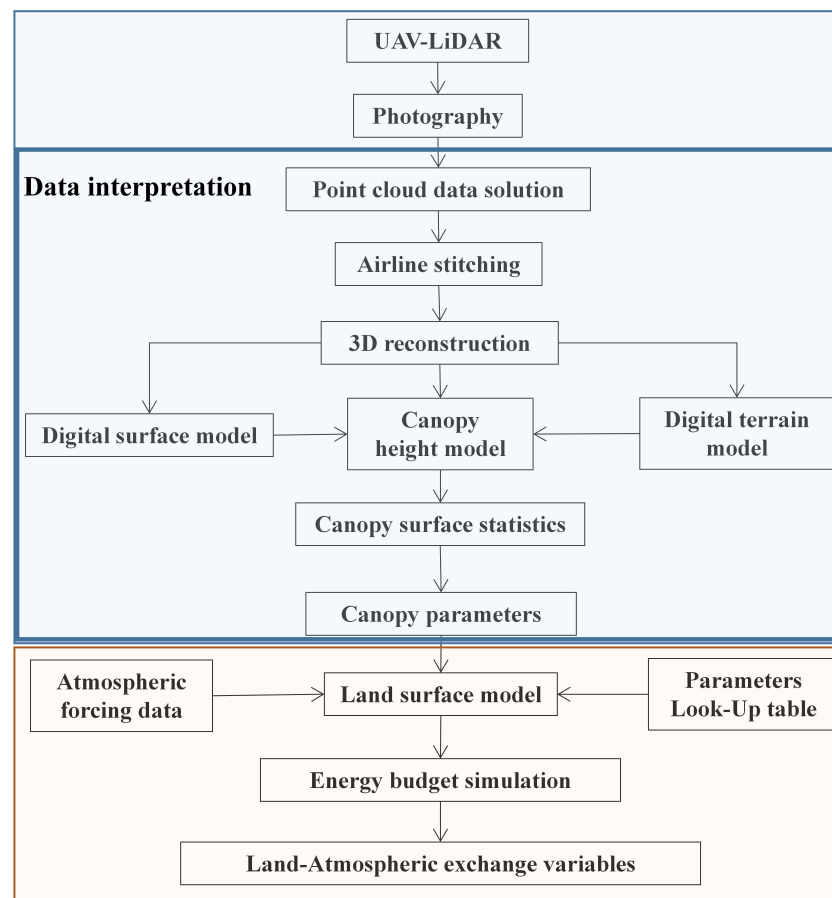 UAV-LiDAR
Photography
Data interpretation
Point cloud data solution
Airline stitching
3D reconstruction
Digital surface model
Canopy
height model
Digital terrain
model
Canopy surface statistics
Canopy parameters
Atmospheric
forcing data
Land surface model
Parameters
Look-Up table
Energy budget simulation
Land-Atmospheric exchange variables